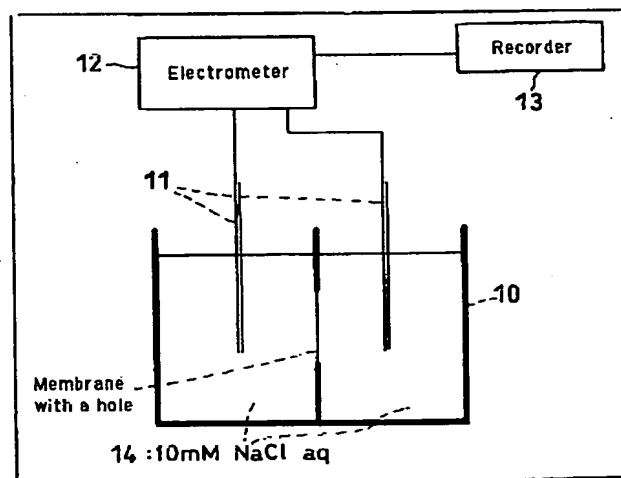 12
Electrometer
Recorder
13
11
10
Membrane
with a hole
14 :10mM NaCl aq